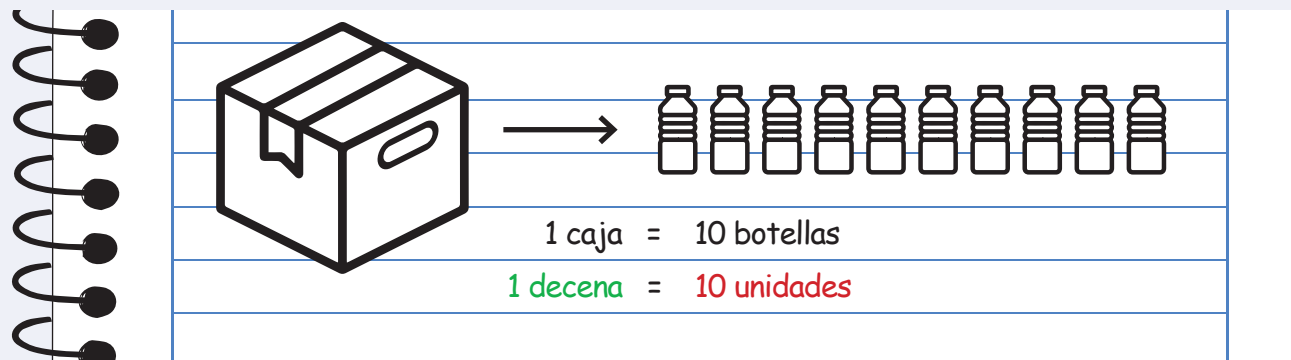 1 caja = 10 botellas
1 decena = 10 unidades